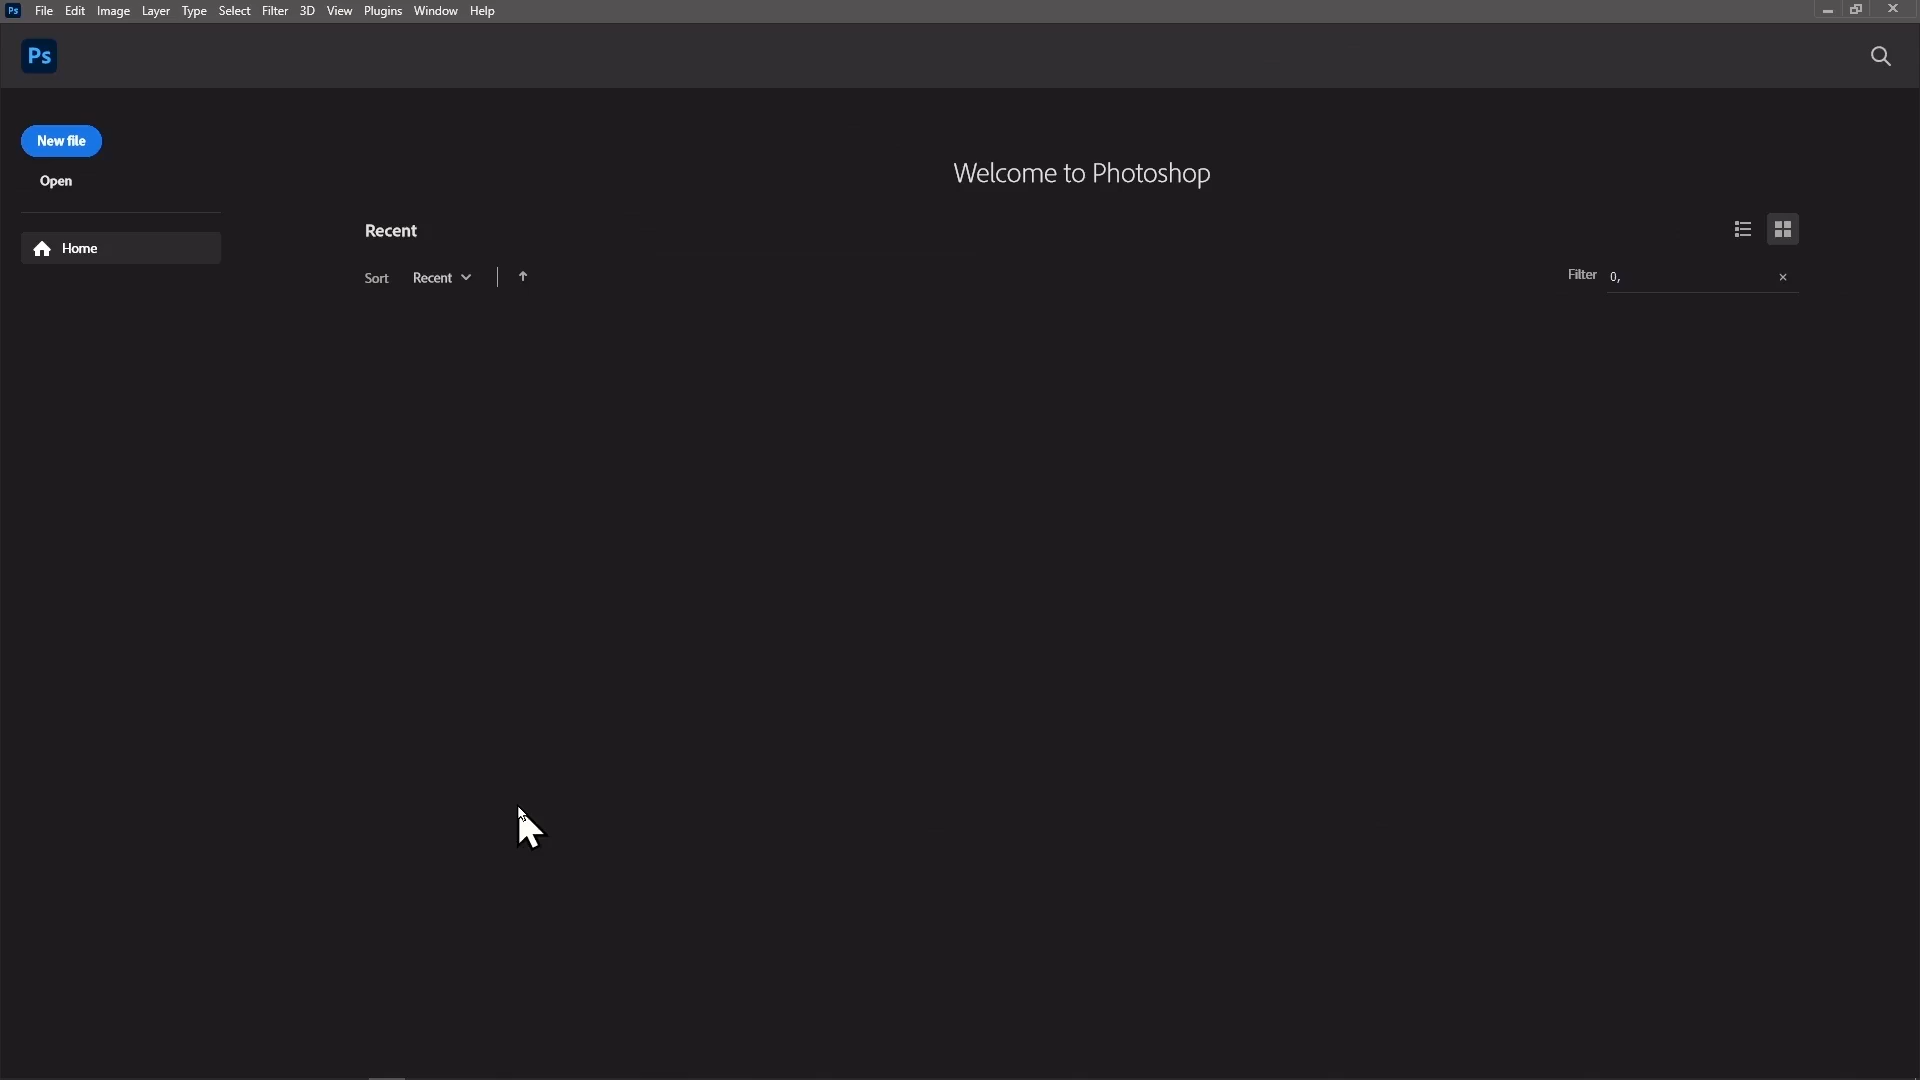 Ps File Edit Image Layer Type Select Filter 3D View Plugins Window Help
Ps
New file
Open
Home
Welcome to Photoshop
Recent
Sort Recent
Filter 0,